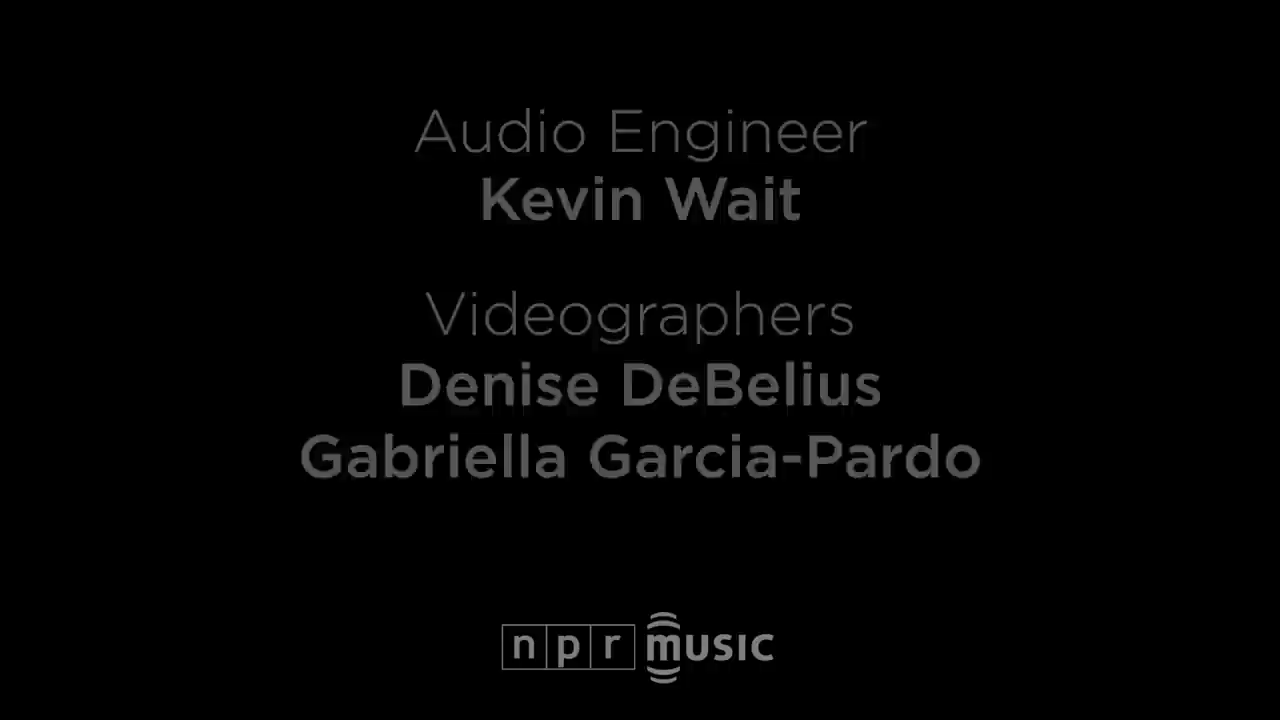 Audio Engineer
Kevin Wait
Videographers
Denise DeBelius
Gabriella Garcia-Pardo
npr music